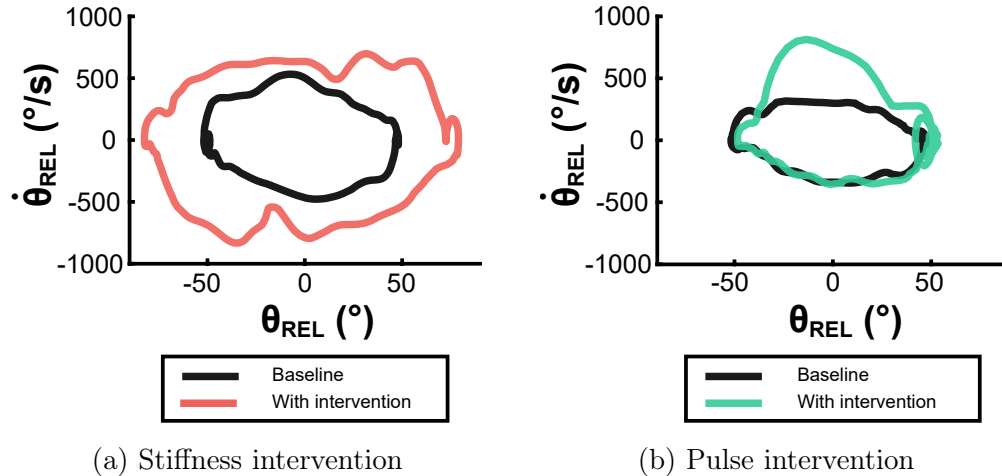 1000
500
0
-500
-1000
θ̇REL (°/s)
-50 0 50
θREL (°)
Baseline
With intervention
(a) Stiffness intervention
1000
500
0
-500
-1000
θ̇REL (°/s)
-50 0 50
θREL (°)
Baseline
With intervention
(b) Pulse intervention